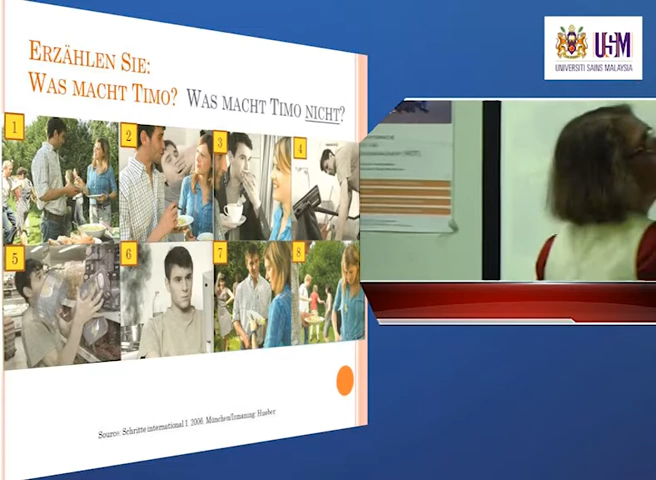 ERZÄHLEN SIE:
WAS MACHT TIMO? WAS MACHT TIMO NICHT?
1
2
3
4
5
6
7
8
Source: Schritte international 1. 2006. München/Ismaning: Hueber
USM
UNIVERSITI SAINS MALAYSIA